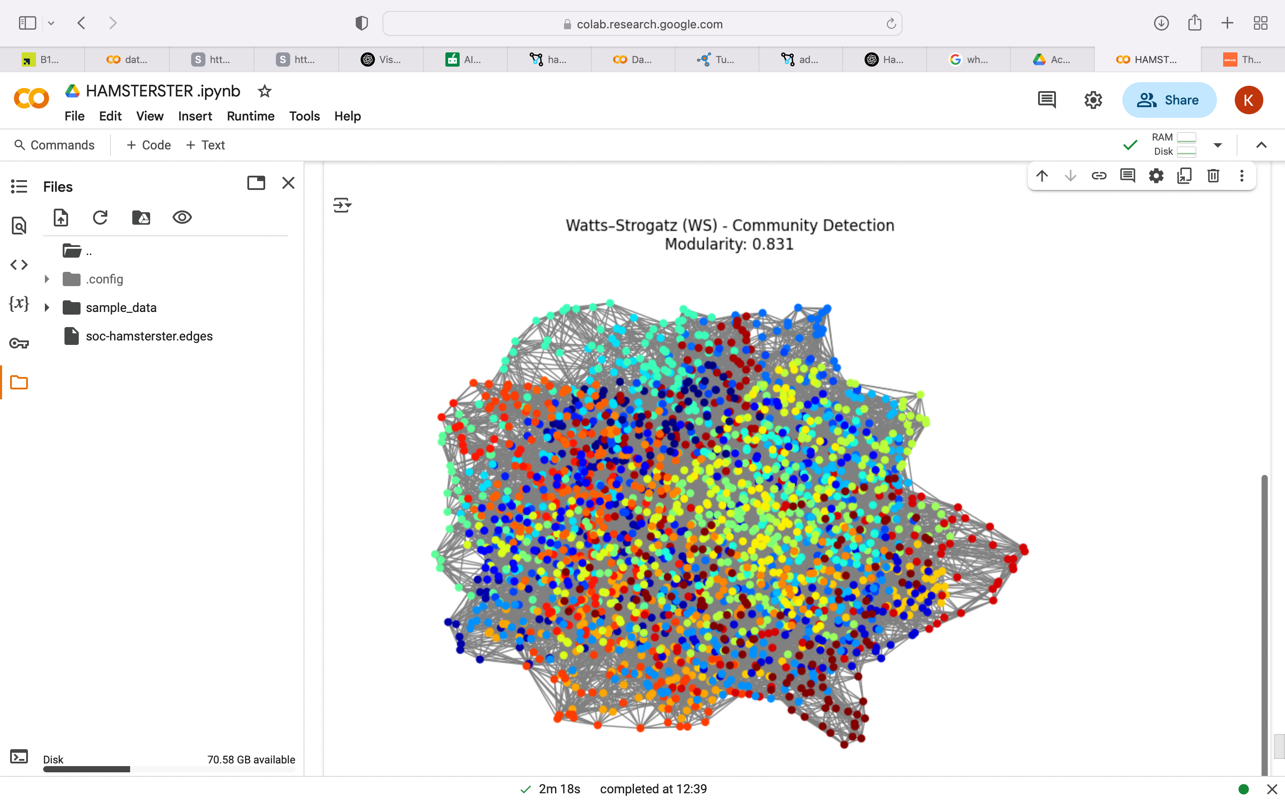 colab.research.google.com
B1...
dat...
S
htt...
S
htt...
Vis...
Al...
ha...
Da...
Tu...
ad...
Ha...
G
wh...
Ac...
HAMST...
Th...
HAMSTERSTER .ipynb
File Edit View Insert Runtime Tools Help
Share
K
Commands
+ Code + Text
RAM
Disk
Files
..
.config
sample_data
soc-hamsterster.edges
{x}
Watts–Strogatz (WS) - Community Detection
Modularity: 0.831
Disk
70.58 GB available
2m 18s completed at 12:39